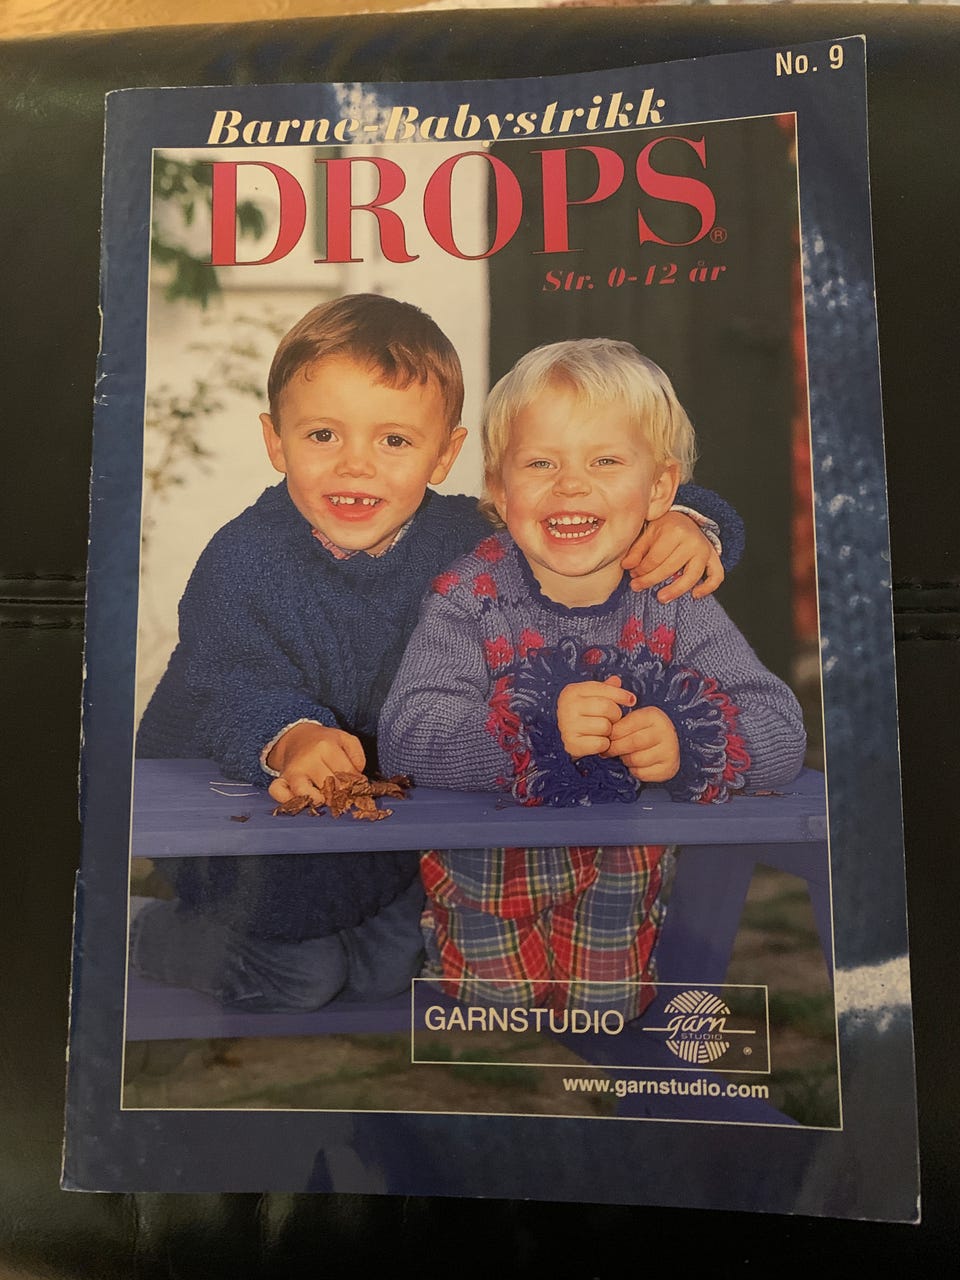 No. 9
Barne-Babystrikk
DROPS®
Str. 0-12 år
GARNSTUDIO
garn
STUDIO
®
www.garnstudio.com